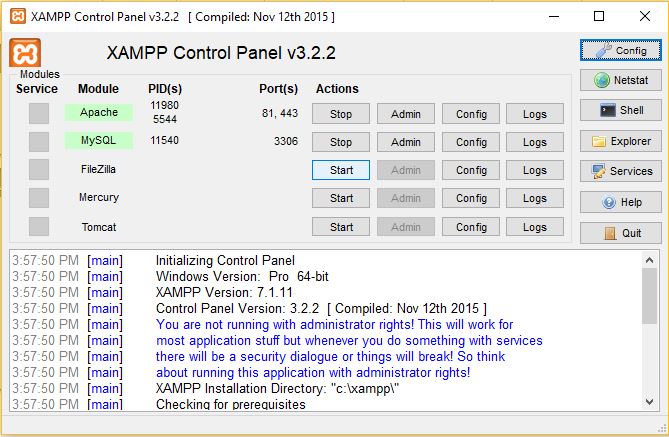 XAMPP Control Panel v3.2.2 [ Compiled: Nov 12th 2015 ]
XAMPP Control Panel v3.2.2
Config
Modules
Service Module PID(s) Port(s) Actions
Netstat
Apache 11980 5544 81, 443 Stop Admin Config Logs
Shell
MySQL 11540 3306 Stop Admin Config Logs
Explorer
FileZilla Start Admin Config Logs
Services
Mercury Start Admin Config Logs
Help
Tomcat Start Admin Config Logs
Quit
3:57:50 PM [main] Initializing Control Panel
3:57:50 PM [main] Windows Version: Pro 64-bit
3:57:50 PM [main] XAMPP Version: 7.1.11
3:57:50 PM [main] Control Panel Version: 3.2.2 [ Compiled: Nov 12th 2015 ]
3:57:50 PM [main] You are not running with administrator rights! This will work for
3:57:50 PM [main] most application stuff but whenever you do something with services
3:57:50 PM [main] there will be a security dialogue or things will break! So think
3:57:50 PM [main] about running this application with administrator rights!
3:57:50 PM [main] XAMPP Installation Directory: "c:\xampp\"
3:57:50 PM [main] Checking for prerequisites